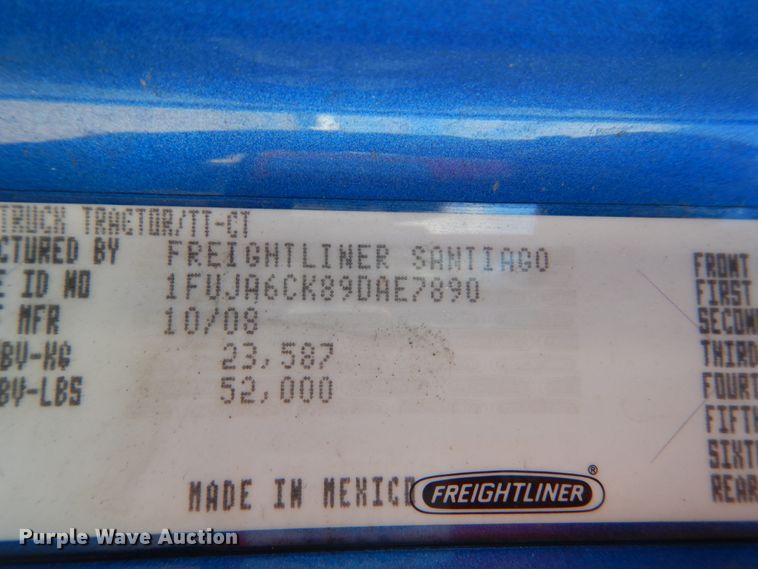 TRUCK TRACTOR/TT-CT
CTURED BY FREIGHTLINER SANTIAGO
E ID NO 1FUJA6CK89DAE7890
MFR 10/08
BV-KG 23,587
BV-LBS 52,000
FRONT
FIRST
SECON
THIRD
FOURT
FIFTH
SIXTH
REAR
MADE IN MEXICO FREIGHTLINER®
Purple Wave Auction